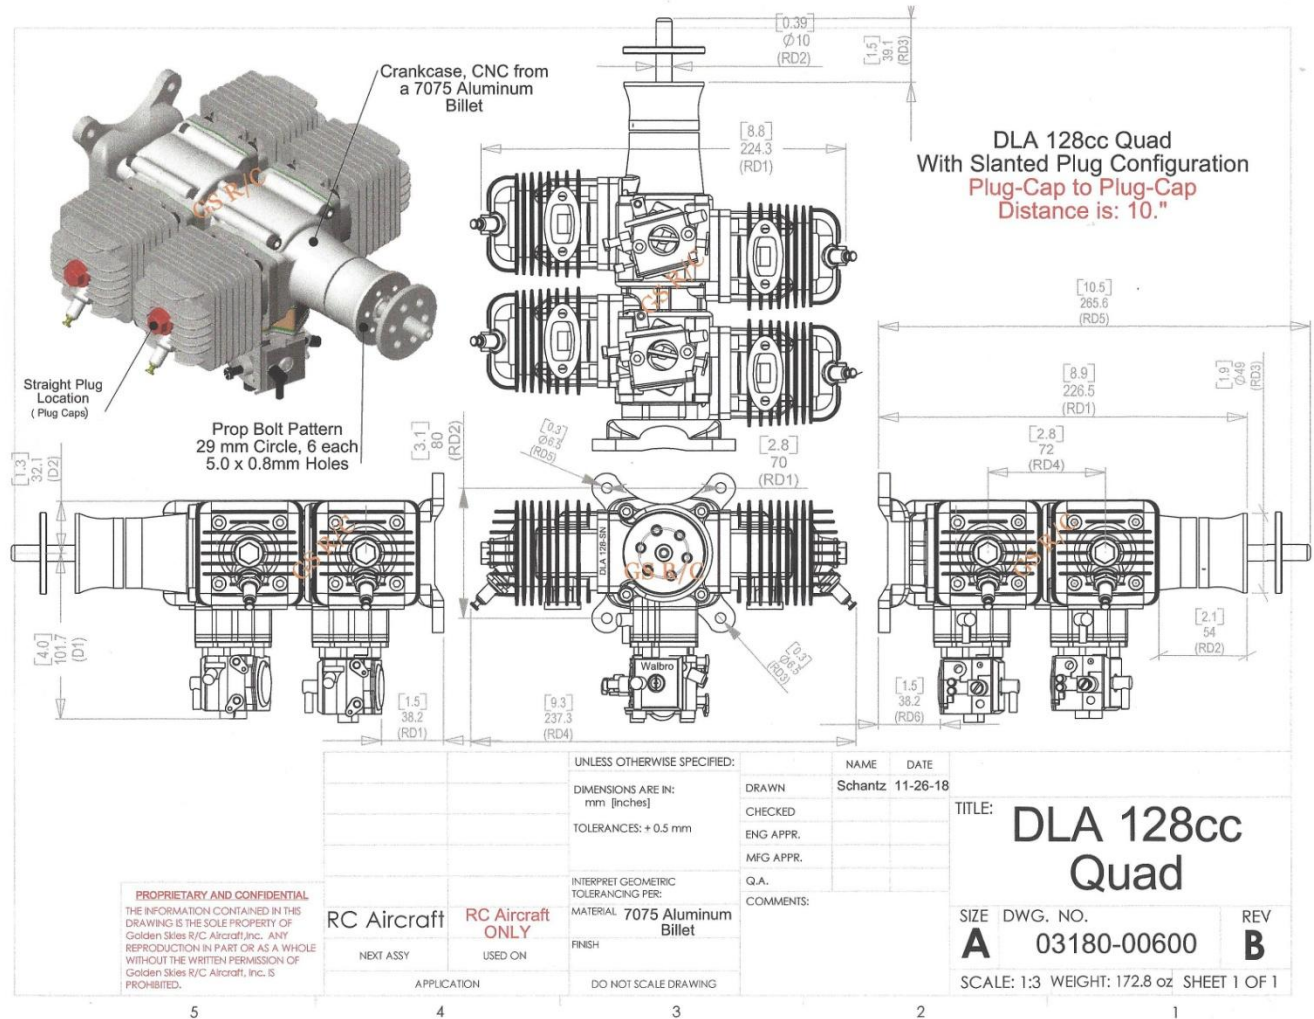 [0.39]
Ø10
(RD2)
[1.5]
39.1
(RD3)
Crankcase, CNC from
a 7075 Aluminum
Billet
[8.8]
224.3
(RD1)
DLA 128cc Quad
With Slanted Plug Configuration
Plug-Cap to Plug-Cap
Distance is: 10."
GS R/C
GS R/C
[10.5]
265.6
(RD5)
Straight Plug
Location
( Plug Caps)
Prop Bolt Pattern
29 mm Circle, 6 each
5.0 x 0.8mm Holes
[8.9]
226.5
(RD1)
[1.9]
Ø49
(RD3)
[1.3]
32.1
(D2)
[3.1]
80
(RD2)
[0.3]
Ø6.5
(RD5)
[2.8]
70
(RD1)
[2.8]
72
(RD4)
GS R/C
DLA 128-SIN
GS R/C
GS R/C
[4.0]
101.7
(D1)
[1.5]
38.2
(RD1)
[9.3]
237.3
(RD4)
Walbro
[0.3]
Ø6.5
(RD3)
[1.5]
38.2
(RD6)
[2.1]
54
(RD2)
UNLESS OTHERWISE SPECIFIED:
DIMENSIONS ARE IN:
mm [inches]
TOLERANCES: + 0.5 mm
INTERPRET GEOMETRIC
TOLERANCING PER:
MATERIAL 7075 Aluminum
Billet
FINISH
DO NOT SCALE DRAWING
NAME DATE
DRAWN Schantz 11-26-18
CHECKED
ENG APPR.
MFG APPR.
Q.A.
COMMENTS:
TITLE:
DLA 128cc
Quad
SIZE DWG. NO. REV
A 03180-00600 B
SCALE: 1:3 WEIGHT: 172.8 oz SHEET 1 OF 1
PROPRIETARY AND CONFIDENTIAL
THE INFORMATION CONTAINED IN THIS
DRAWING IS THE SOLE PROPERTY OF
Golden Skies R/C Aircraft,Inc. ANY
REPRODUCTION IN PART OR AS A WHOLE
WITHOUT THE WRITTEN PERMISSION OF
Golden Skies R/C Aircraft, Inc. IS
PROHIBITED.
RC Aircraft
RC Aircraft
ONLY
NEXT ASSY
USED ON
APPLICATION
5 4 3 2 1